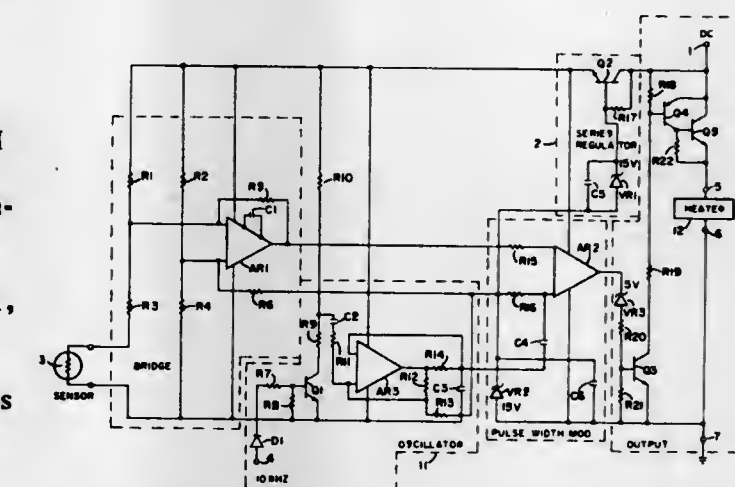 DC
1
Q2
R18
Q4
Q5
R17
SERIES
REGULATOR
2
15V
C5
VR1
R22
5
HEATER
12
6
R1
R2
R10
R5
C1
AR1
R15
AR2
R3
R4
R6
R16
R19
5V
VR3
R20
C2
R9
R11
R14
C4
3
SENSOR
BRIDGE
R7
R8
Q1
R12
AR3
C3
R13
VR2
15V
C6
Q3
R21
D1
4
10 KHZ
OSCILLATOR
11
PULSE WIDTH MOD
OUTPUT
7